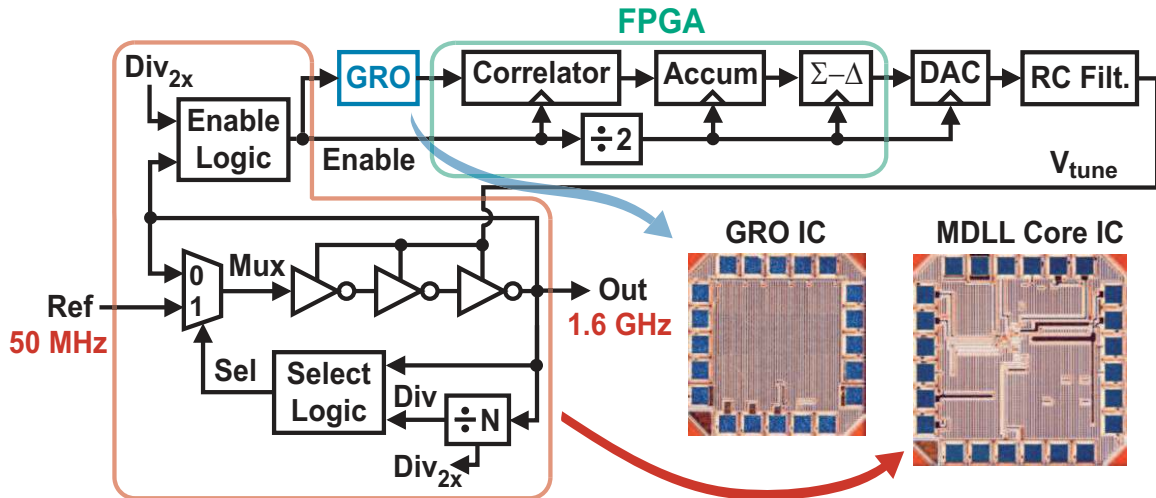 FPGA
Div2x
GRO
Correlator
Accum
Σ–Δ
DAC
RC Filt.
Enable
Logic
Enable
÷2
Vtune
GRO IC
MDLL Core IC
0
Mux
Ref
1
Out
50 MHz
1.6 GHz
Sel
Select
Logic
Div
÷N
Div2x